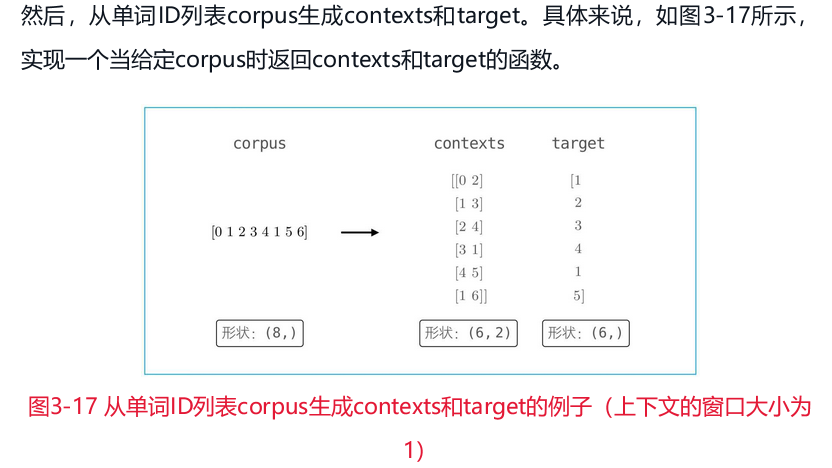 然后，从单词ID列表corpus生成contexts和target。具体来说，如图3-17所示，
实现一个当给定corpus时返回contexts和target的函数。
corpus contexts target
[[0 2] [1
[1 3] 2
[2 4] 3
[0 1 2 3 4 1 5 6]
[3 1] 4
[4 5] 1
[1 6]] 5]
形状：(8,) 形状：(6, 2) 形状：(6,)
图3-17 从单词ID列表corpus生成contexts和target的例子（上下文的窗口大小为
1）